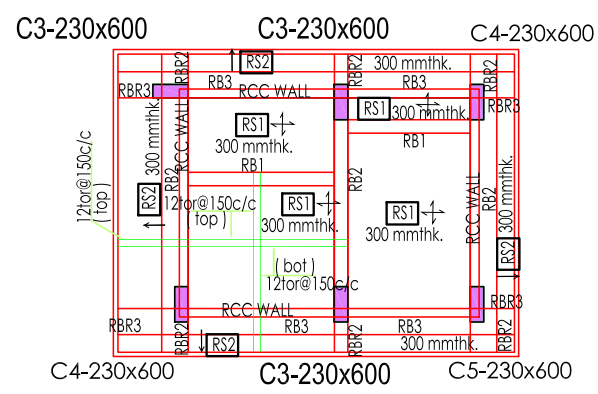 C3-230x600
C3-230x600
C4-230x600
RS2
RBR2
RBR2
300 mmthk.
RBR2
RB3
RB3
RBR3
RCC WALL
RS1
300 mmthk.
RBR3
300 mmthk.
RCC WALL
RS1
300 mmthk.
RB1
RB1
12tor@150c/c
( top )
RS2
RB2
12tor@150c/c
( top )
RS1
300 mmthk.
RB2
RS1
300 mmthk.
RCC WALL
RB2
300 mmthk.
RS2
( bot )
12tor@150c/c
RCC WALL
RBR3
RBR3
RBR2
RB3
RBR2
RB3
RBR2
RS2
300 mmthk.
C4-230x600
C3-230x600
C5-230x600